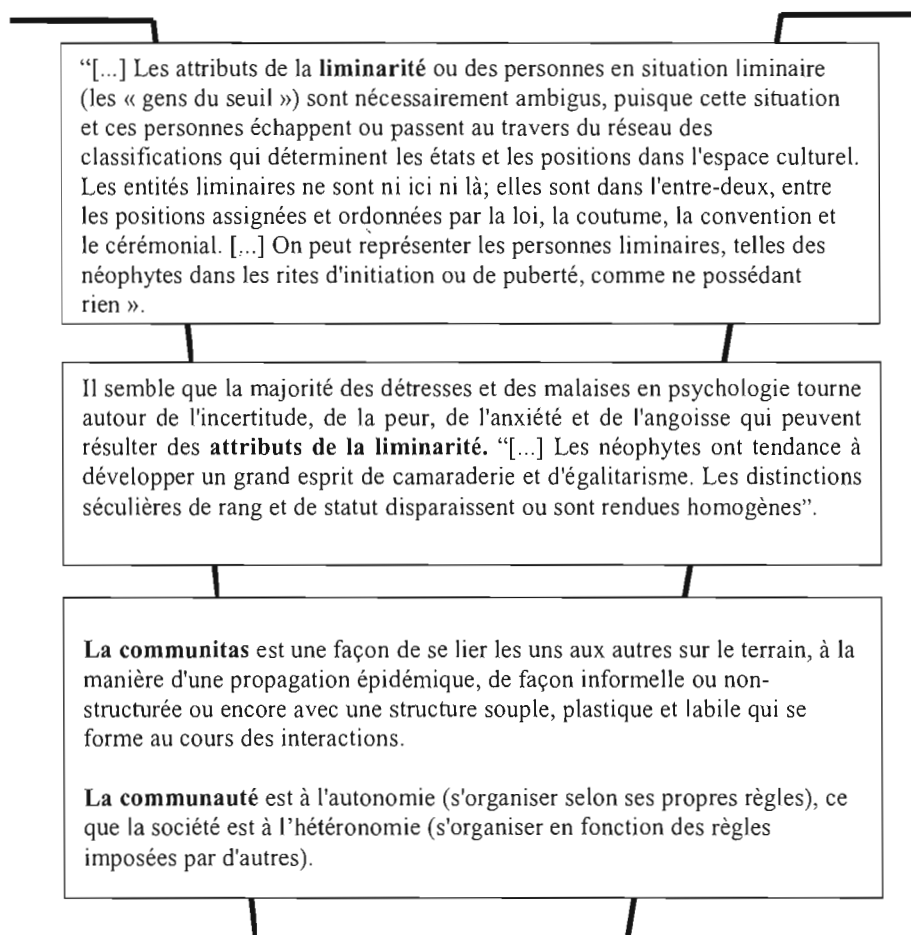 “[...] Les attributs de la liminarité ou des personnes en situation liminaire
(les « gens du seuil ») sont nécessairement ambigus, puisque cette situation
et ces personnes échappent ou passent au travers du réseau des
classifications qui déterminent les états et les positions dans l'espace culturel.
Les entités liminaires ne sont ni ici ni là; elles sont dans l'entre-deux, entre
les positions assignées et ordonnées par la loi, la coutume, la convention et
le cérémonial. [...] On peut représenter les personnes liminaires, telles des
néophytes dans les rites d'initiation ou de puberté, comme ne possédant
rien ».
Il semble que la majorité des détresses et des malaises en psychologie tourne
autour de l'incertitude, de la peur, de l'anxiété et de l'angoisse qui peuvent
résulter des attributs de la liminarité. “[...] Les néophytes ont tendance à
développer un grand esprit de camaraderie et d'égalitarisme. Les distinctions
séculières de rang et de statut disparaissent ou sont rendues homogènes”.
La communitas est une façon de se lier les uns aux autres sur le terrain, à la
manière d'une propagation épidémique, de façon informelle ou non-
structurée ou encore avec une structure souple, plastique et labile qui se
forme au cours des interactions.
La communauté est à l'autonomie (s'organiser selon ses propres règles), ce
que la société est à l’hétéronomie (s'organiser en fonction des règles
imposées par d'autres).